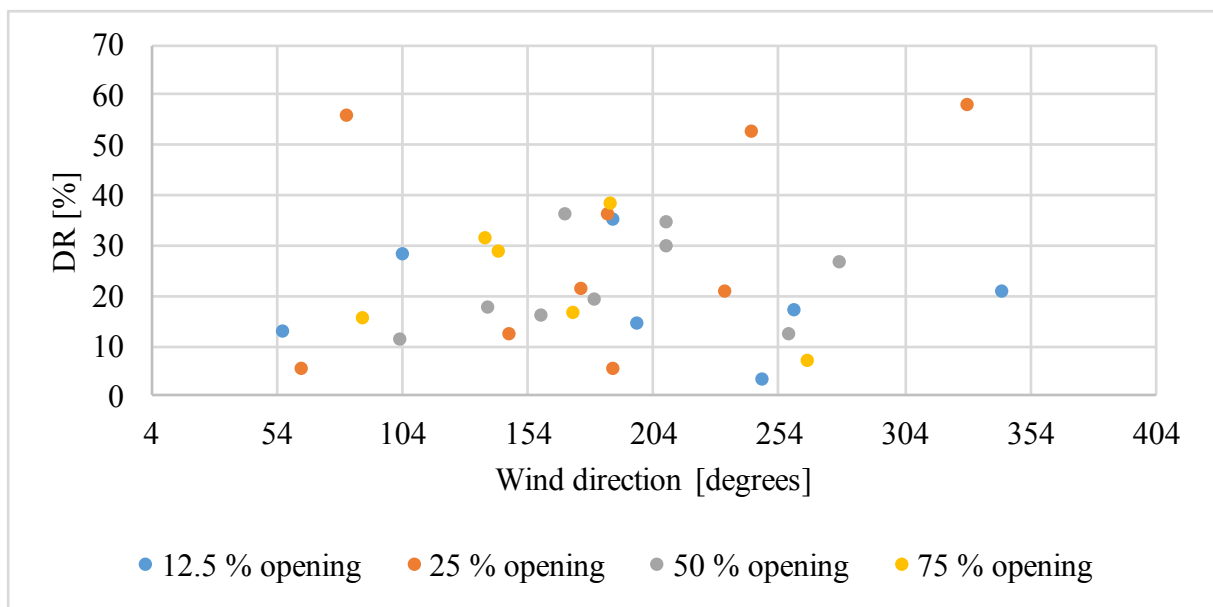 70
60
50
40
30
20
10
0
DR [%]
4 54 104 154 204 254 304 354 404
Wind direction [degrees]
12.5 % opening 25 % opening 50 % opening 75 % opening